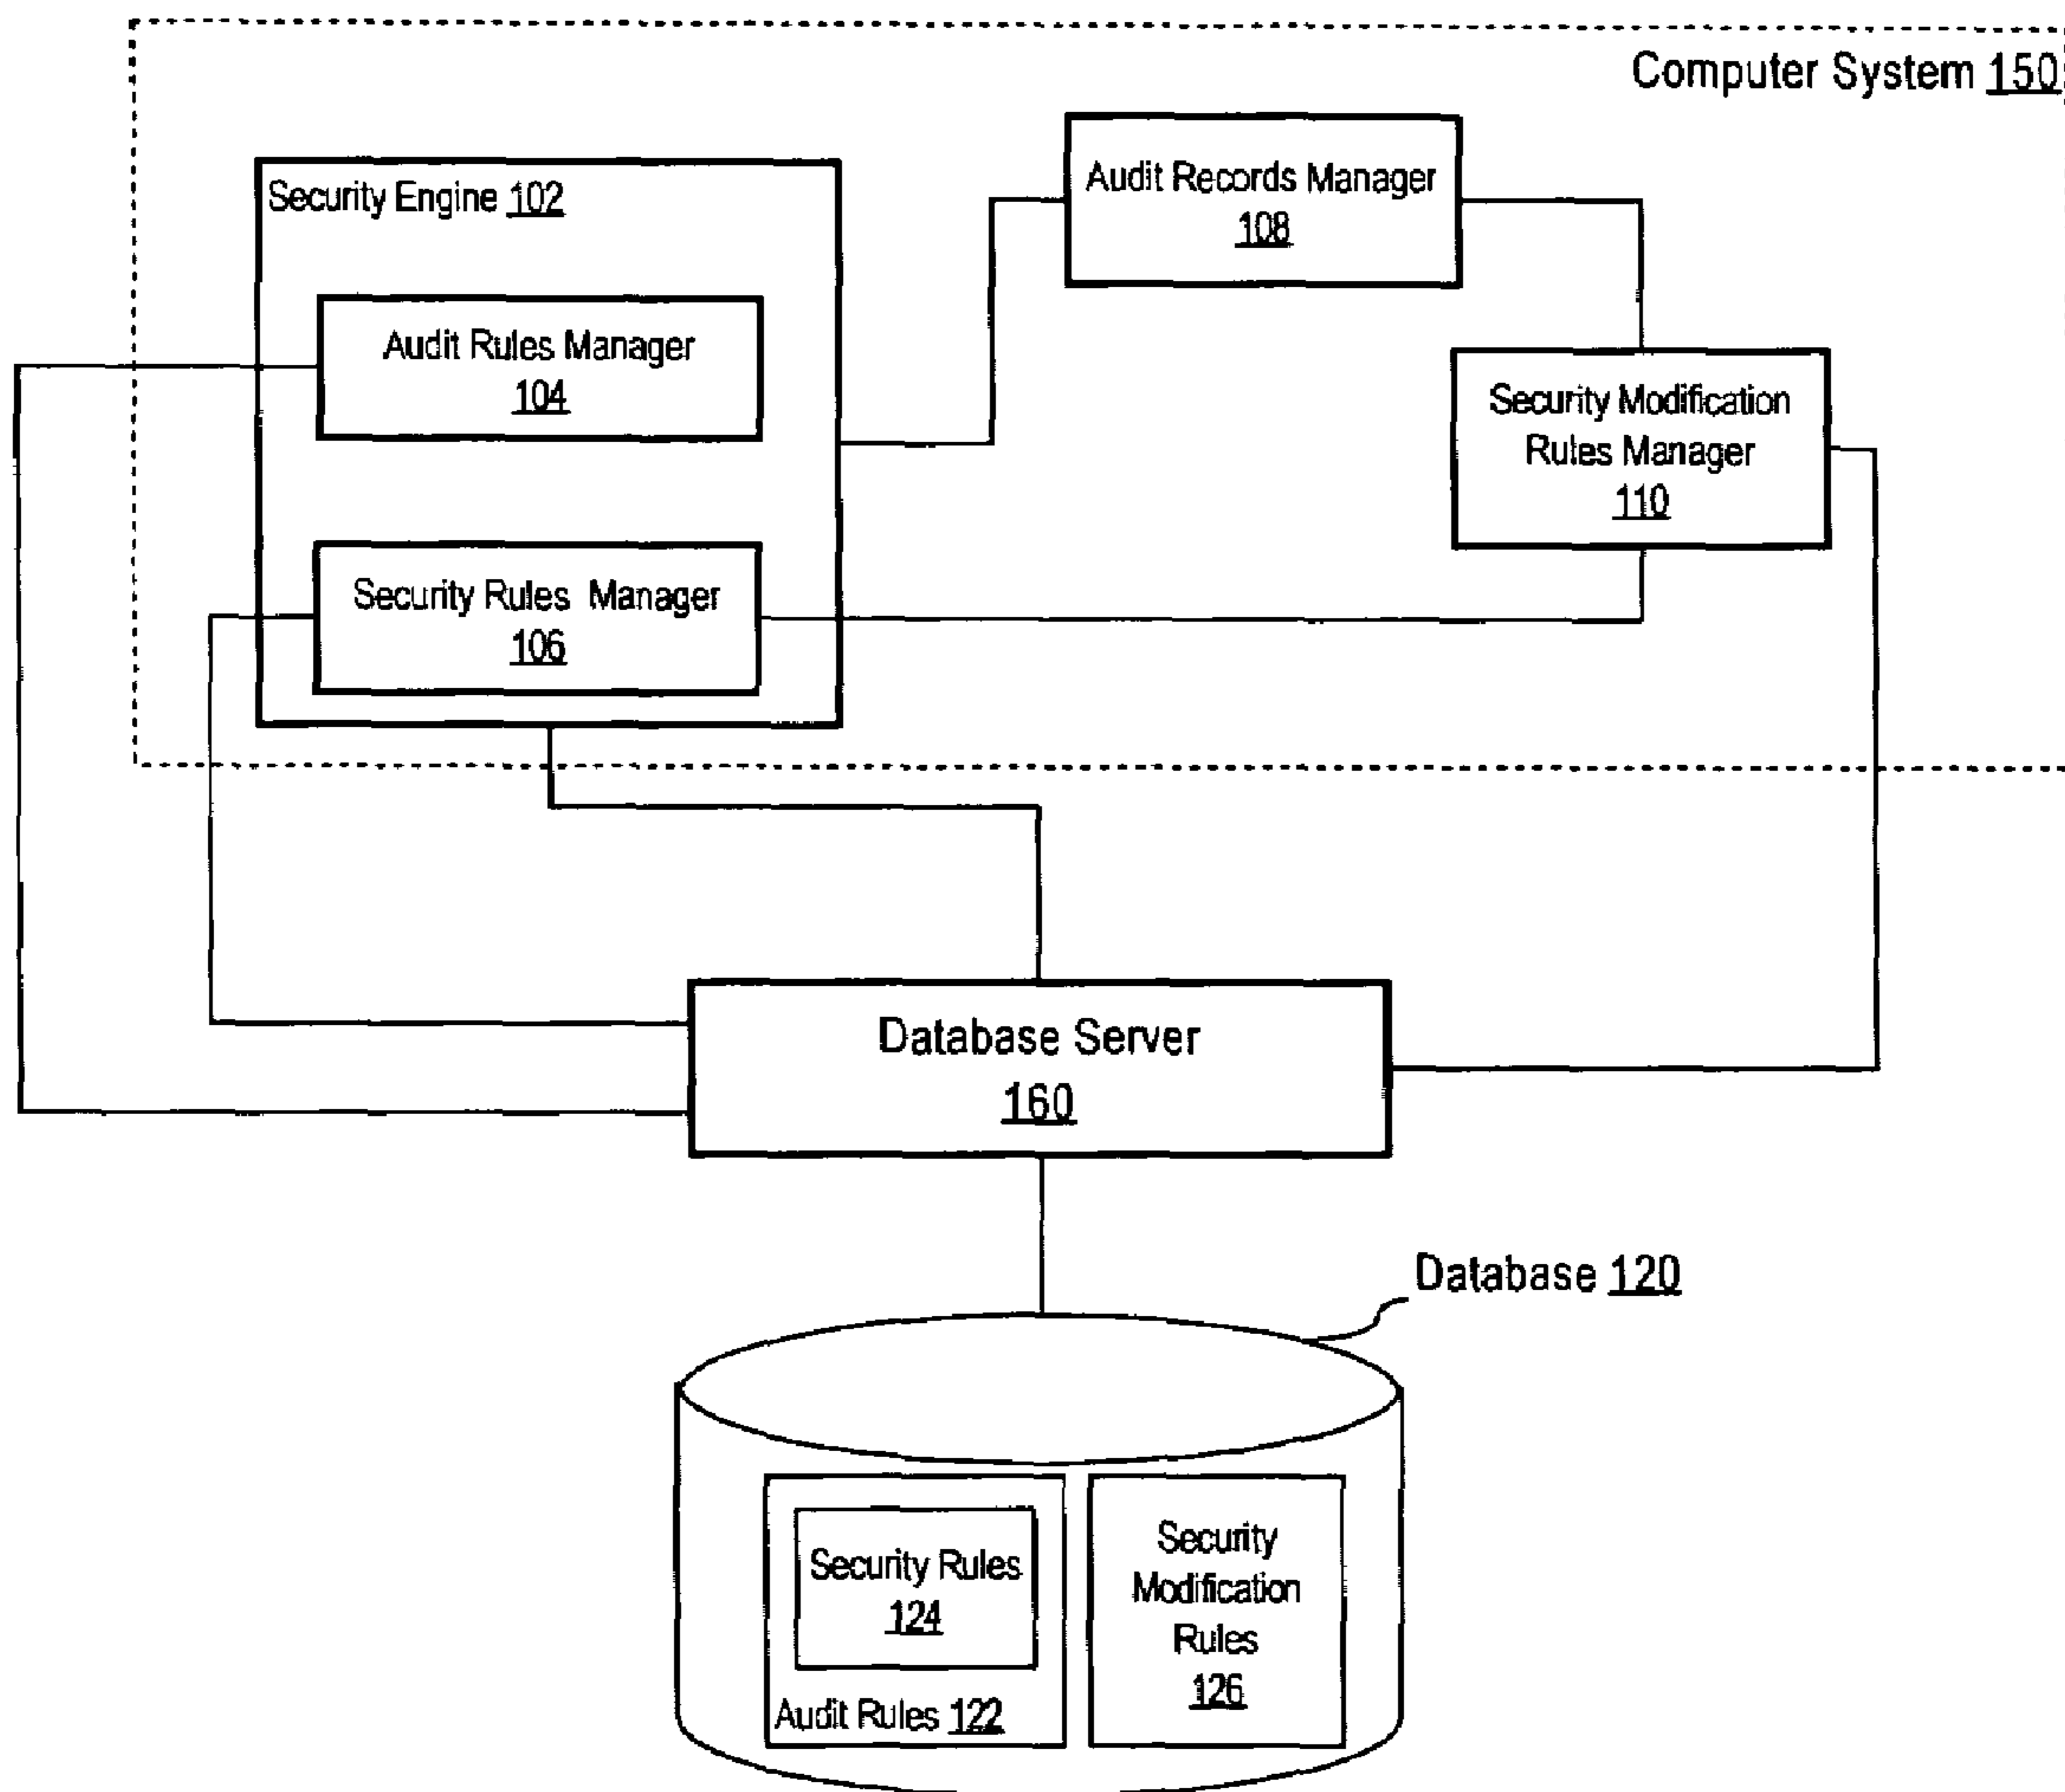 Computer System 150
Security Engine 102
Audit Records Manager
108
Audit Rules Manager
104
Security Modification
Rules Manager
110
Security Rules Manager
106
Database Server
160
Database 120
Security Rules
124
Audit Rules 122
Security
Modification
Rules
126